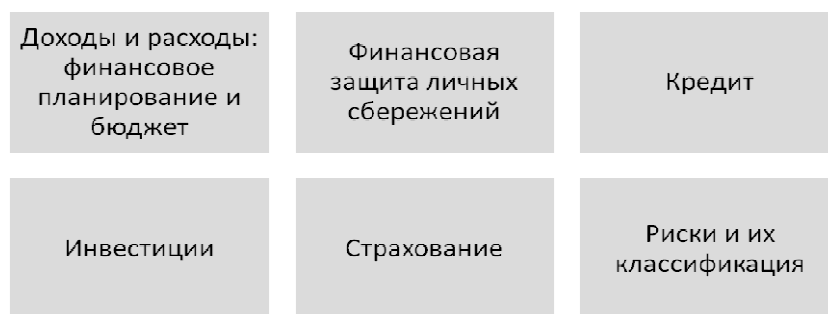 Доходы и расходы:
финансовое
планирование и
бюджет
Финансовая
защита личных
сбережений
Кредит
Инвестиции
Страхование
Риски и их
классификация